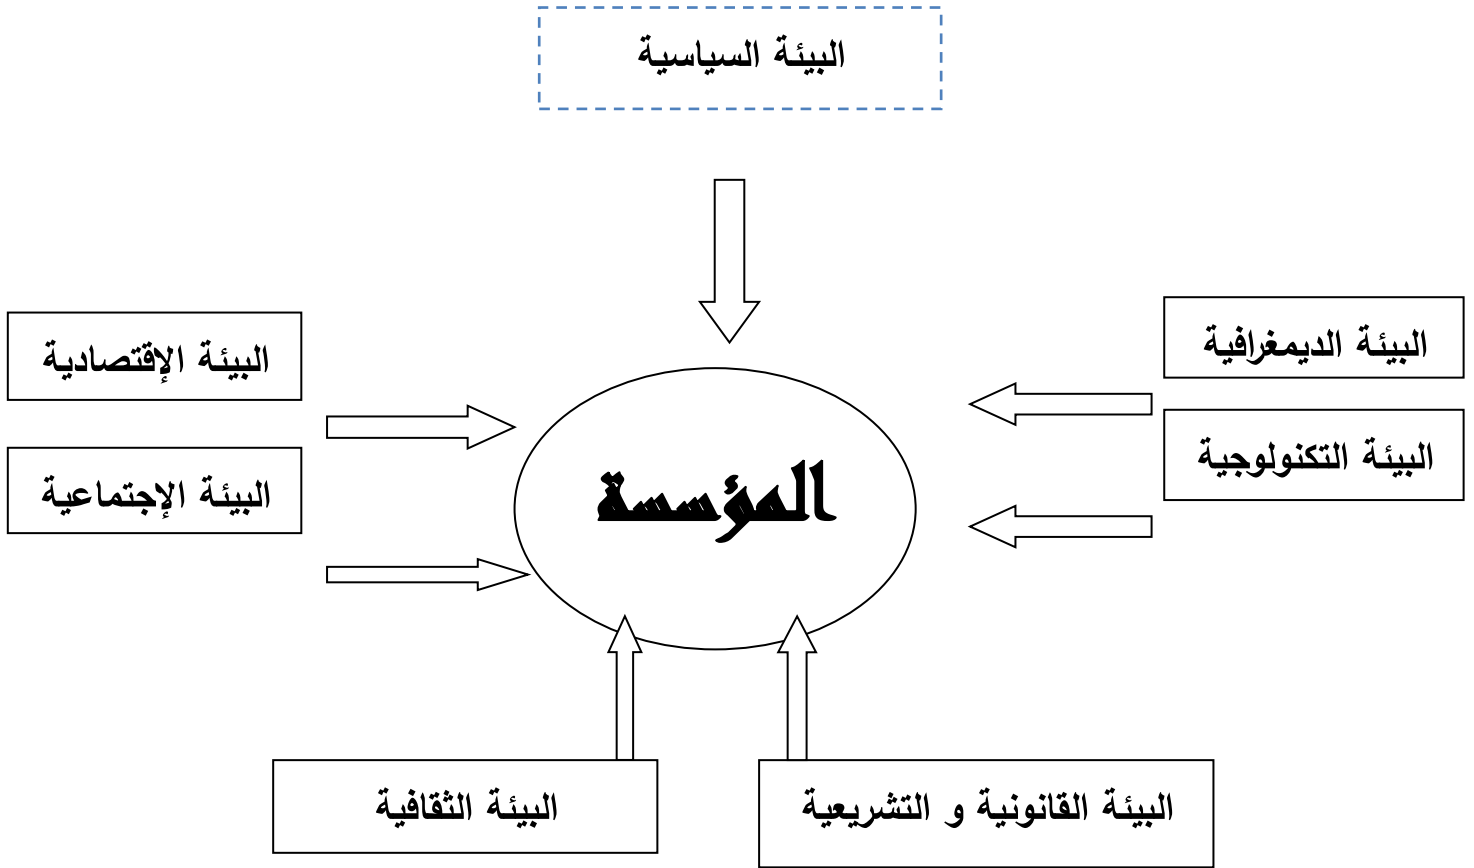 البيئة السياسية
البيئة الديمغرافية
البيئة الإقتصادية
البيئة التكنولوجية
البيئة الإجتماعية
المؤسسة
البيئة القانونية و التشريعية
البيئة الثقافية